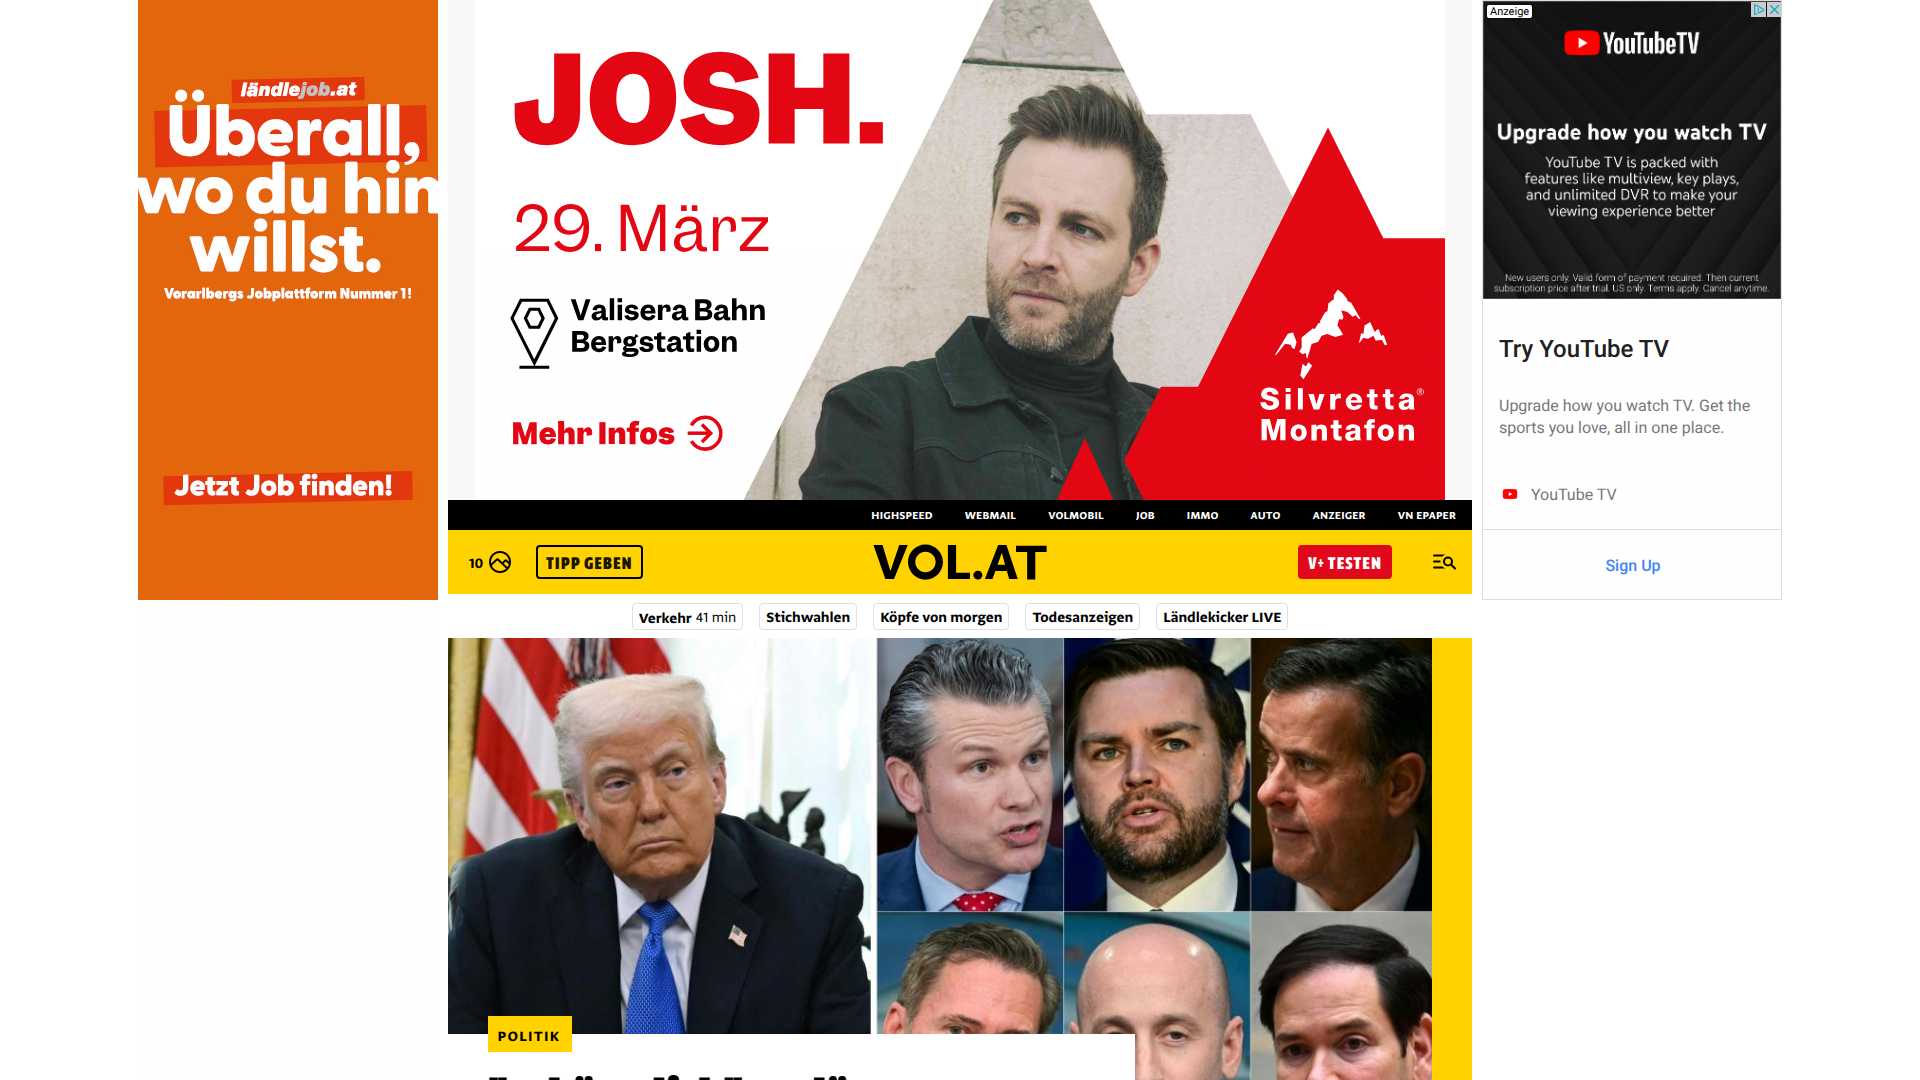 ländlejob.at
Überall,
wo du hin
willst.
Vorarlbergs Jobplattform Nummer 1!
Jetzt Job finden!
JOSH.
29. März
Valisera Bahn
Bergstation
Mehr Infos
Silvretta®
Montafon
Anzeige
YouTubeTV
Upgrade how you watch TV
YouTube TV is packed with
features like multiview, key plays,
and unlimited DVR to make your
viewing experience better
New users only. Valid form of payment required. Then current
subscription price after trial. US only. Terms apply. Cancel anytime.
Try YouTube TV
Upgrade how you watch TV. Get the
sports you love, all in one place.
YouTube TV
Sign Up
HIGHSPEED WEBMAIL VOLMOBIL JOB IMMO AUTO ANZEIGER VN EPAPER
10 TIPP GEBEN VOL.AT V+ TESTEN
Verkehr 41 min Stichwahlen Köpfe von morgen Todesanzeigen Ländlekicker LIVE
POLITIK